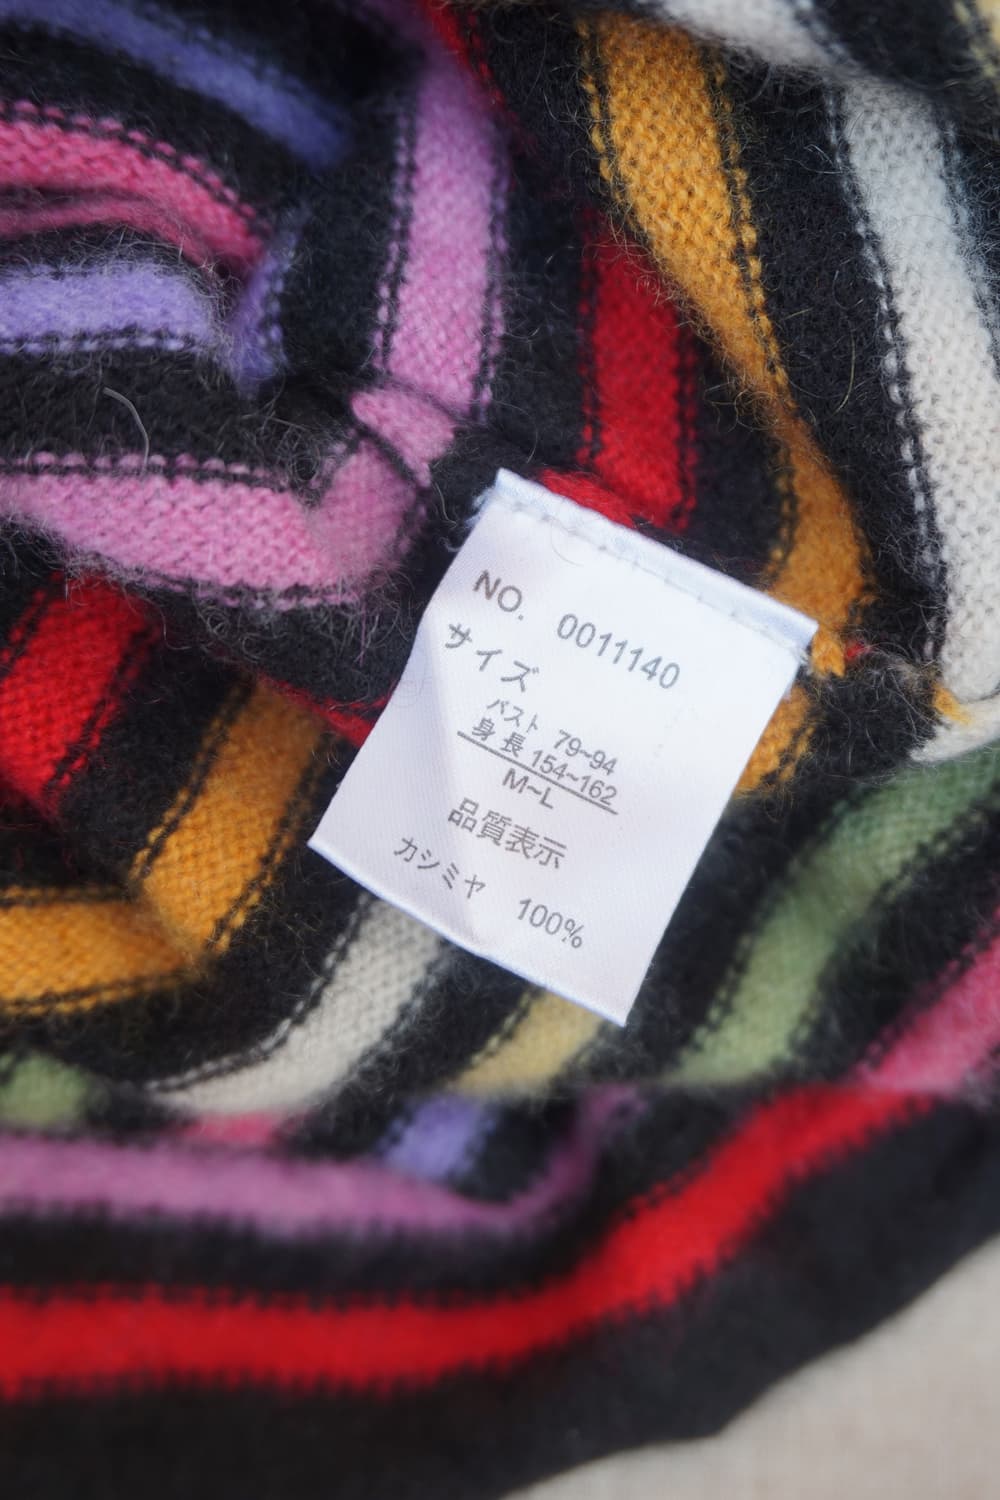 NO. 0011140
サイズ
バスト 79~94
身長 154~162
M~L
品質表示
カシミヤ 100%